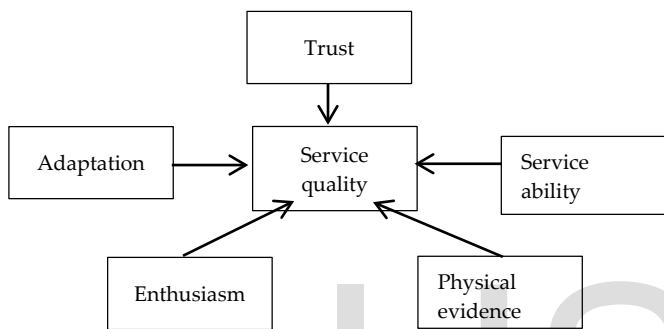 Trust
Adaptation
Service
quality
Service
ability
Enthusiasm
Physical
evidence